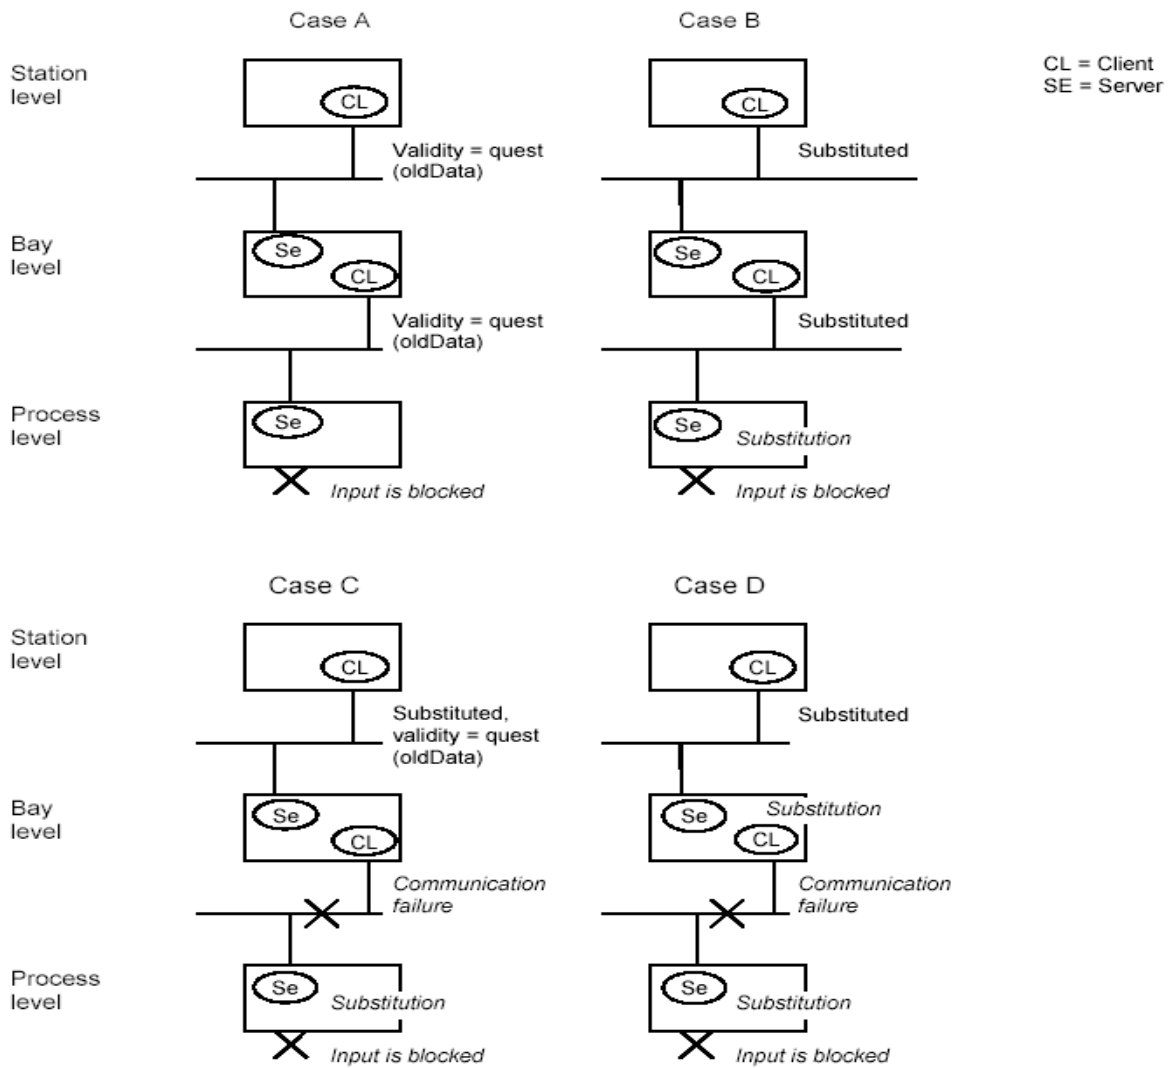 Case A
Case B
CL = Client
SE = Server
Station
level
CL
CL
Validity = quest
(oldData)
Substituted
Bay
level
Se
CL
Se
CL
Validity = quest
(oldData)
Substituted
Process
level
Se
Se
Substitution
Input is blocked
Input is blocked
Case C
Case D
Station
level
CL
CL
Substituted,
validity = quest
(oldData)
Substituted
Bay
level
Se
CL
Se
Substitution
CL
Communication
failure
Communication
failure
Process
level
Se
Substitution
Se
Substitution
Input is blocked
Input is blocked